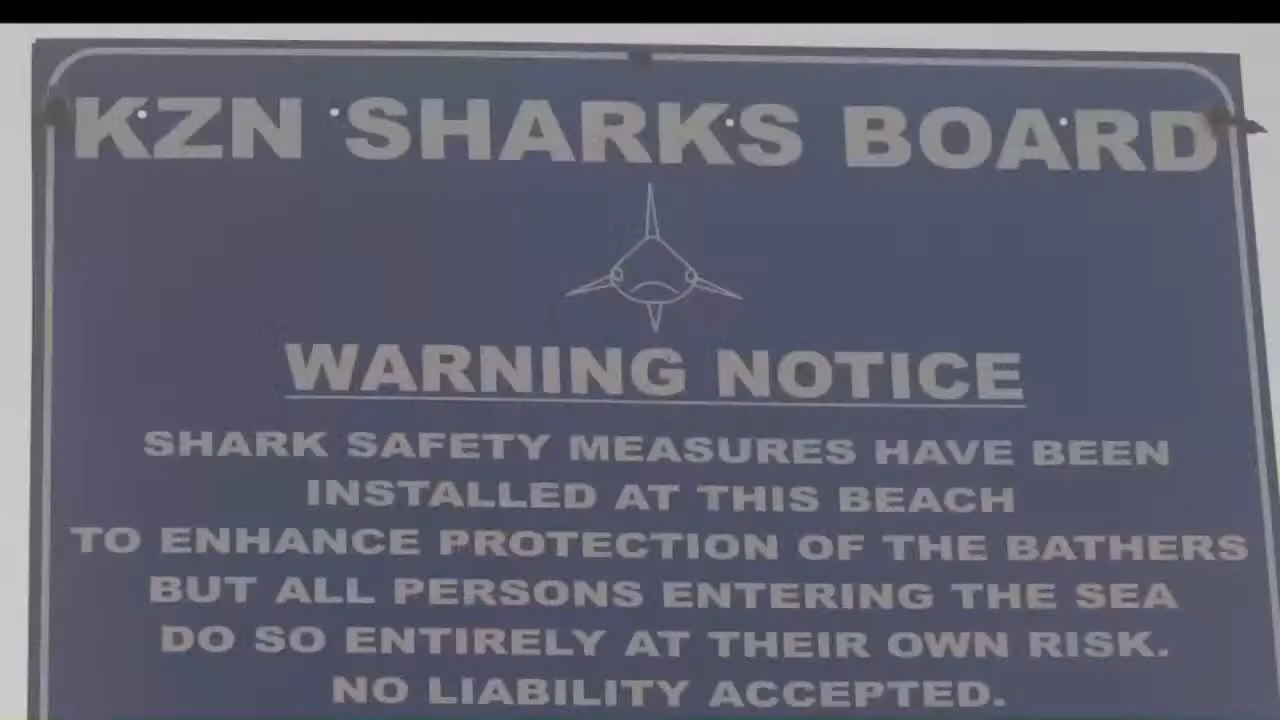 KZN SHARKS BOARD
WARNING NOTICE
SHARK SAFETY MEASURES HAVE BEEN
INSTALLED AT THIS BEACH
TO ENHANCE PROTECTION OF THE BATHERS
BUT ALL PERSONS ENTERING THE SEA
DO SO ENTIRELY AT THEIR OWN RISK.
NO LIABILITY ACCEPTED.